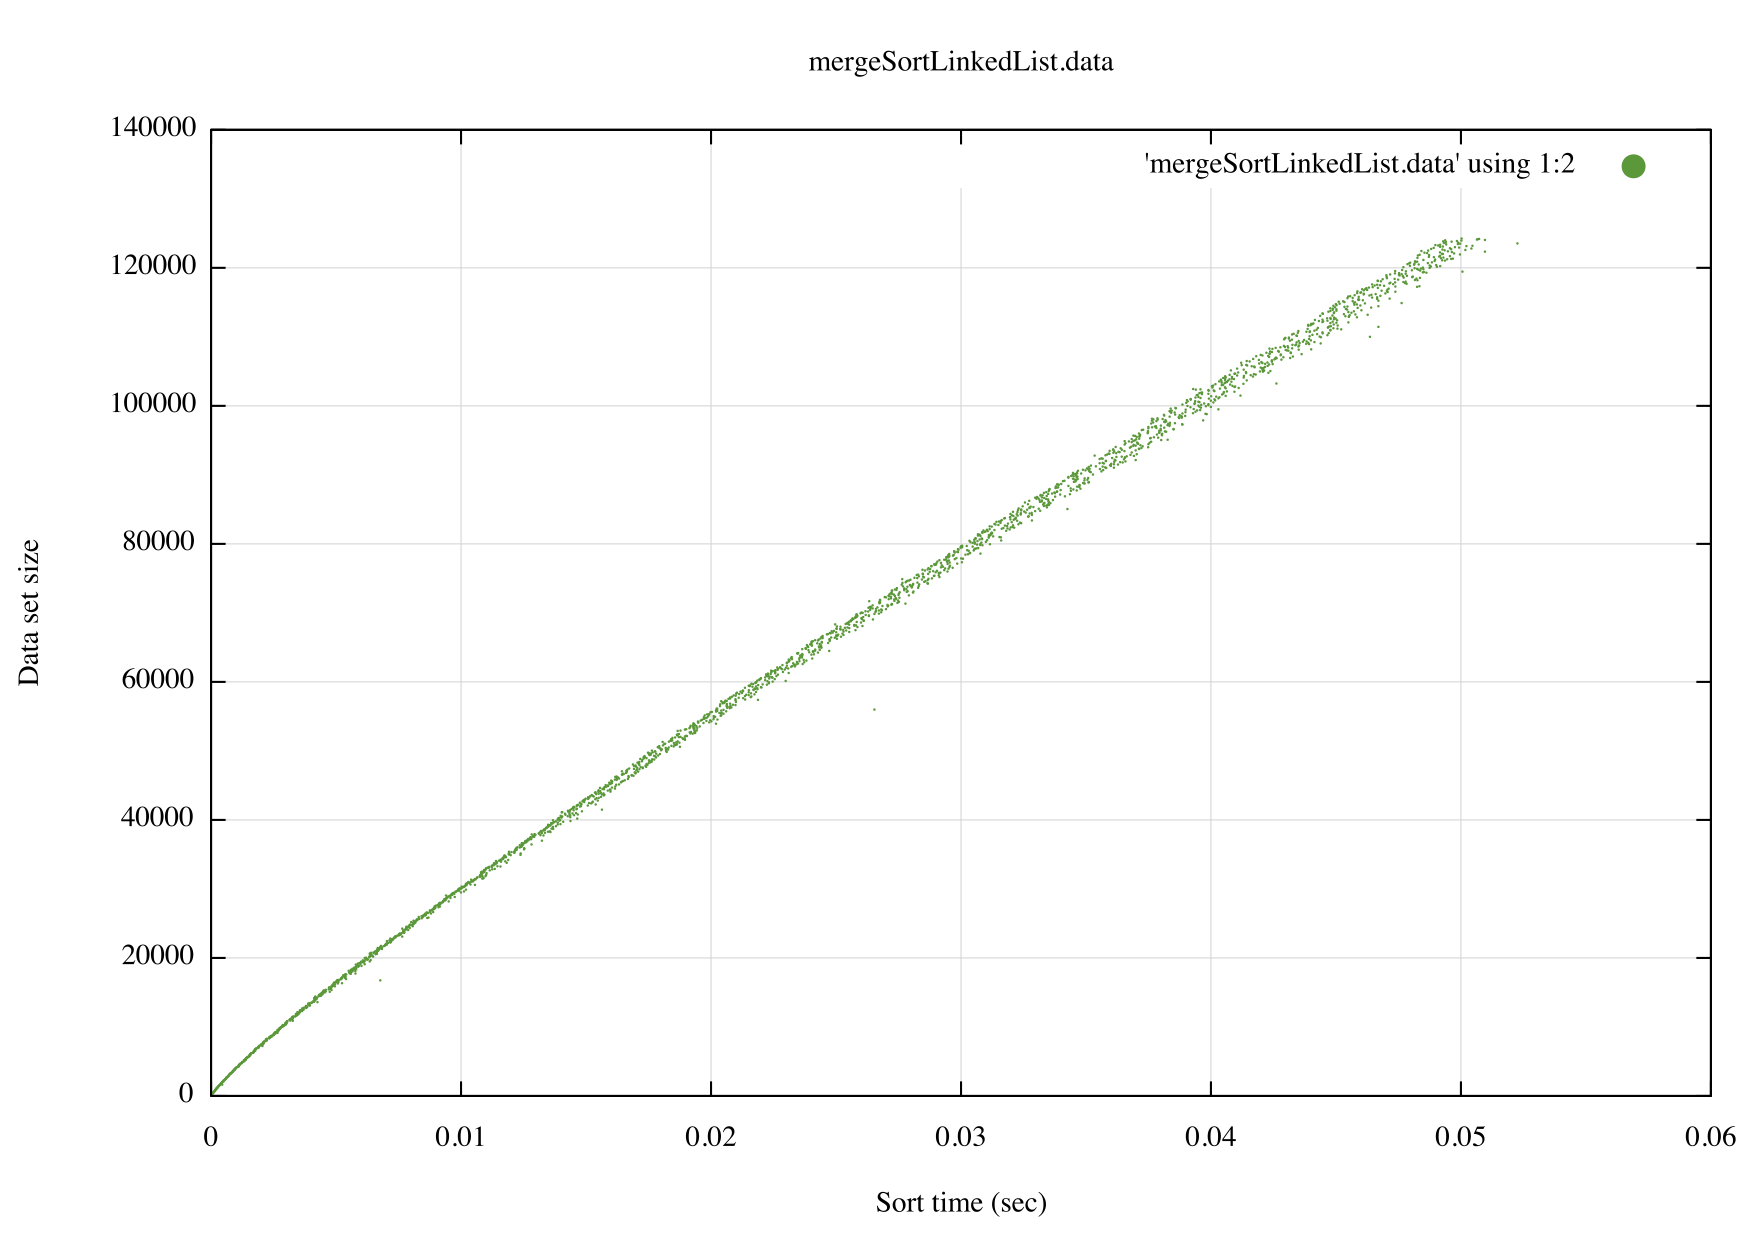 mergeSortLinkedList.data
140000
'mergeSortLinkedList.data' using 1:2
120000
100000
80000
Data set size
60000
40000
20000
0
0 0.01 0.02 0.03 0.04 0.05 0.06
Sort time (sec)